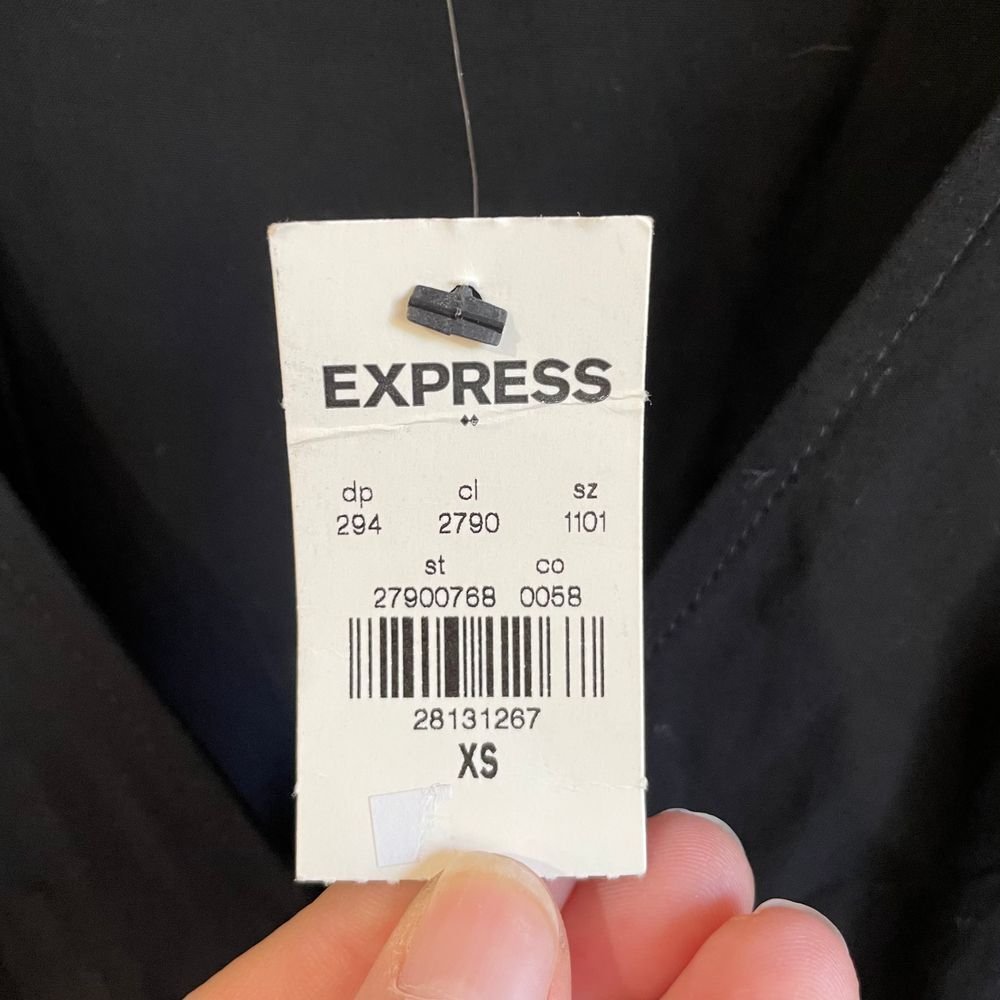 EXPRESS
dp cl sz
294 2790 1101
st co
27900768 0058
28131267
XS